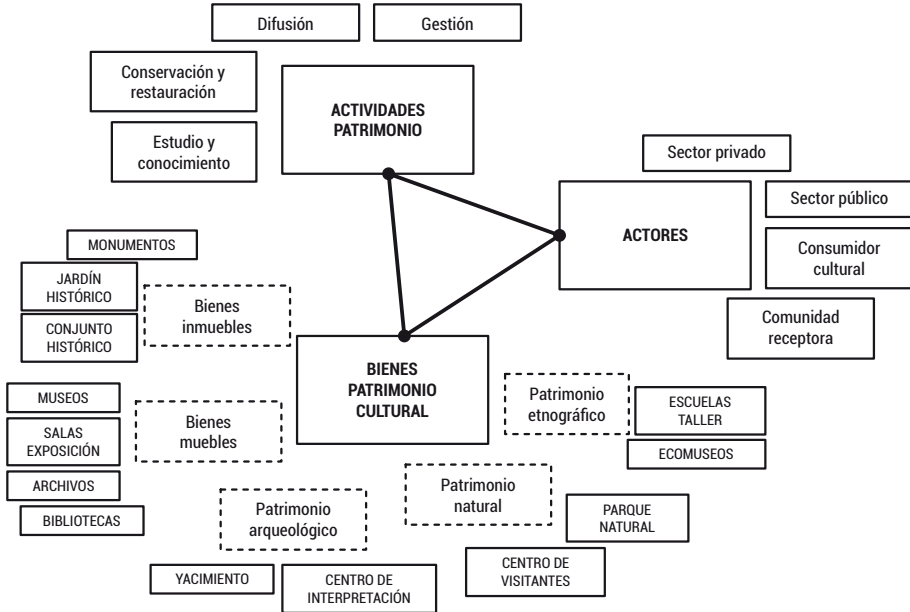 Difusión
Gestión
Conservación y
restauración
ACTIVIDADES
PATRIMONIO
Estudio y
conocimiento
Sector privado
ACTORES
Sector público
Consumidor
cultural
Comunidad
receptora
MONUMENTOS
JARDÍN
HISTÓRICO
CONJUNTO
HISTÓRICO
Bienes
inmuebles
BIENES
PATRIMONIO
CULTURAL
MUSEOS
SALAS
EXPOSICIÓN
ARCHIVOS
BIBLIOTECAS
Bienes
muebles
Patrimonio
etnográfico
ESCUELAS
TALLER
ECOMUSEOS
Patrimonio
arqueológico
Patrimonio
natural
PARQUE
NATURAL
YACIMIENTO
CENTRO DE
INTERPRETACIÓN
CENTRO DE
VISITANTES